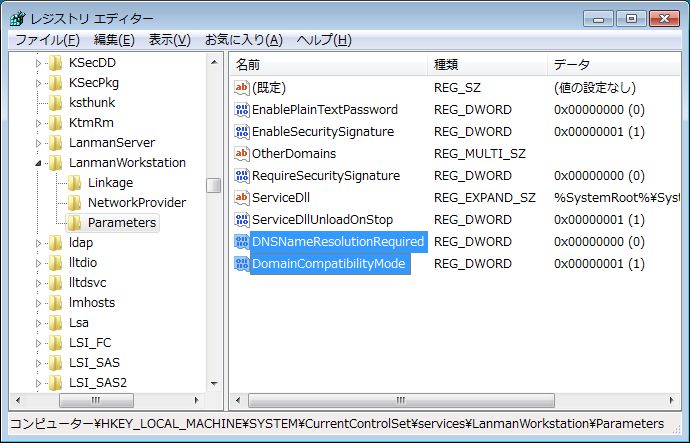 レジストリ エディター
ファイル(F) 編集(E) 表示(V) お気に入り(A) ヘルプ(H)
KSecDD
KSecPkg
ksthunk
KtmRm
LanmanServer
LanmanWorkstation
Linkage
NetworkProvider
Parameters
ldap
lltdio
lltdsvc
lmhosts
Lsa
LSI_FC
LSI_SAS
LSI_SAS2
名前 種類 データ
(既定) REG_SZ (値の設定なし)
EnablePlainTextPassword REG_DWORD 0x00000000 (0)
EnableSecuritySignature REG_DWORD 0x00000001 (1)
OtherDomains REG_MULTI_SZ
RequireSecuritySignature REG_DWORD 0x00000000 (0)
ServiceDll REG_EXPAND_SZ %SystemRoot%¥Syst
ServiceDllUnloadOnStop REG_DWORD 0x00000001 (1)
DNSNameResolutionRequired REG_DWORD 0x00000000 (0)
DomainCompatibilityMode REG_DWORD 0x00000001 (1)
コンピューター¥HKEY_LOCAL_MACHINE¥SYSTEM¥CurrentControlSet¥services¥LanmanWorkstation¥Parameters